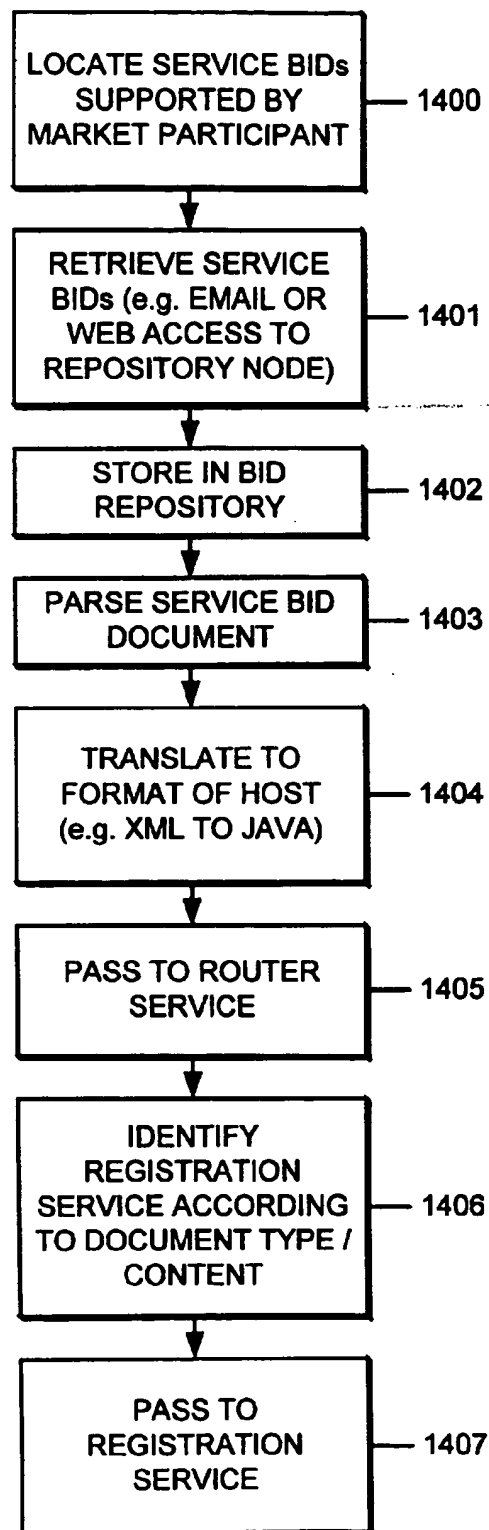 LOCATE SERVICE BIDs
SUPPORTED BY
MARKET PARTICIPANT
1400
RETRIEVE SERVICE
BIDs (e.g. EMAIL OR
WEB ACCESS TO
REPOSITORY NODE)
1401
STORE IN BID
REPOSITORY
1402
PARSE SERVICE BID
DOCUMENT
1403
TRANSLATE TO
FORMAT OF HOST
(e.g. XML TO JAVA)
1404
PASS TO ROUTER
SERVICE
1405
IDENTIFY
REGISTRATION
SERVICE ACCORDING
TO DOCUMENT TYPE /
CONTENT
1406
PASS TO
REGISTRATION
SERVICE
1407